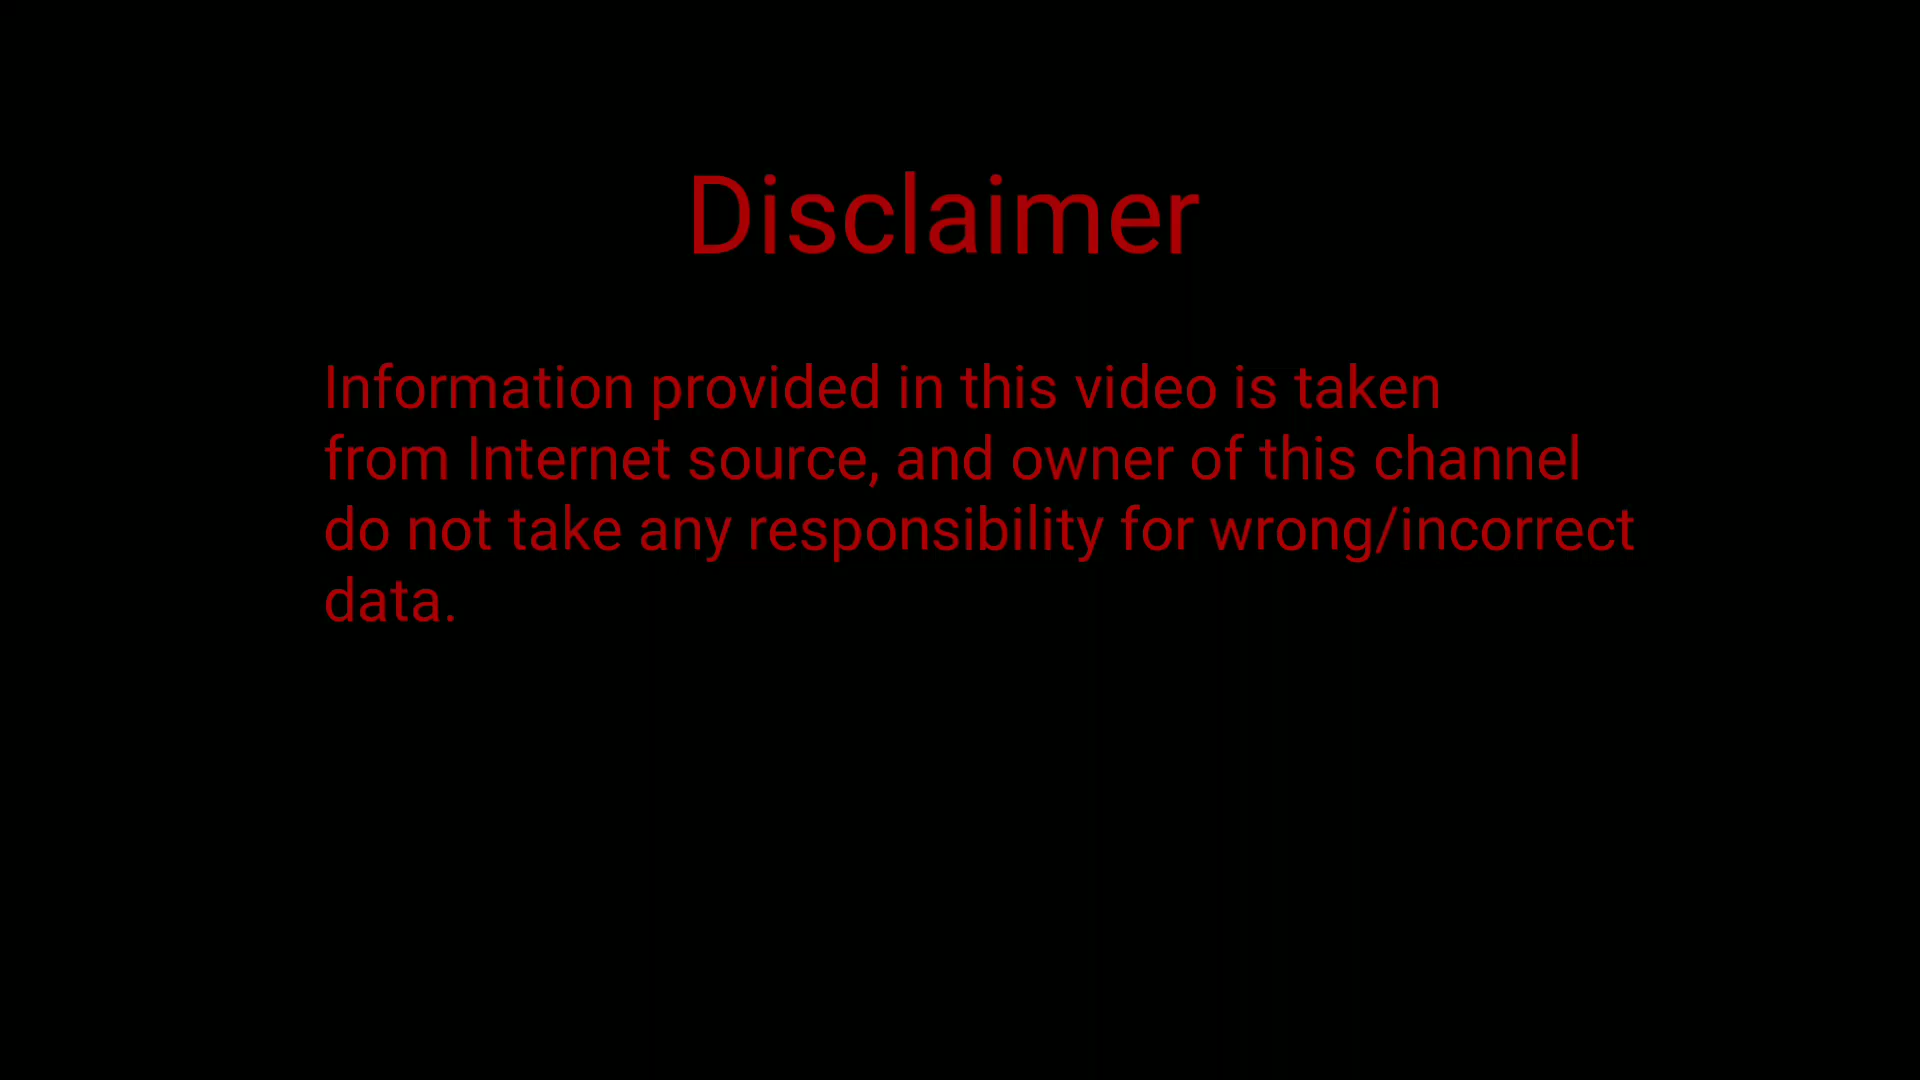 Disclaimer
Information provided in this video is taken
from Internet source, and owner of this channel
do not take any responsibility for wrong/incorrect
data.